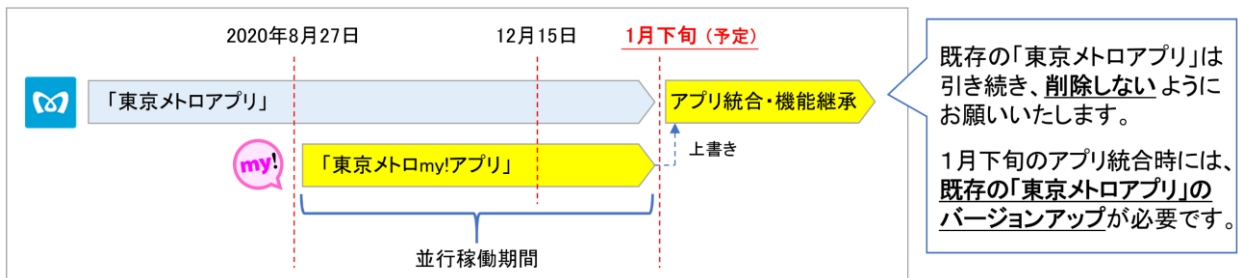 2020年8月27日
12月15日
1月下旬（予定）
「東京メトロアプリ」
アプリ統合・機能継承
my!
「東京メトロmy!アプリ」
上書き
並行稼働期間
既存の「東京メトロアプリ」は
引き続き、削除しないように
お願いいたします。
１月下旬のアプリ統合時には、
既存の「東京メトロアプリ」の
バージョンアップが必要です。